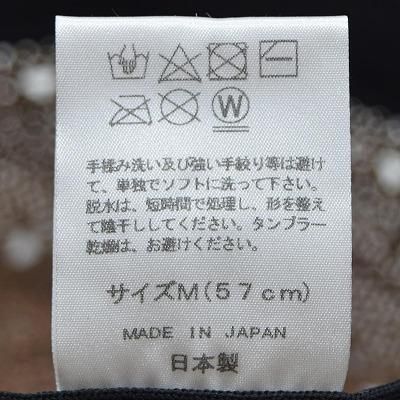 W
手揉み洗い及び強い手絞り等は避け
て、単独でソフトに洗って下さい。
脱水は、短時間で処理し、形を整え
て陰干ししてください。タンブラー
乾燥は、お避けください。
サイズM(57cm)
MADE IN JAPAN
日本製